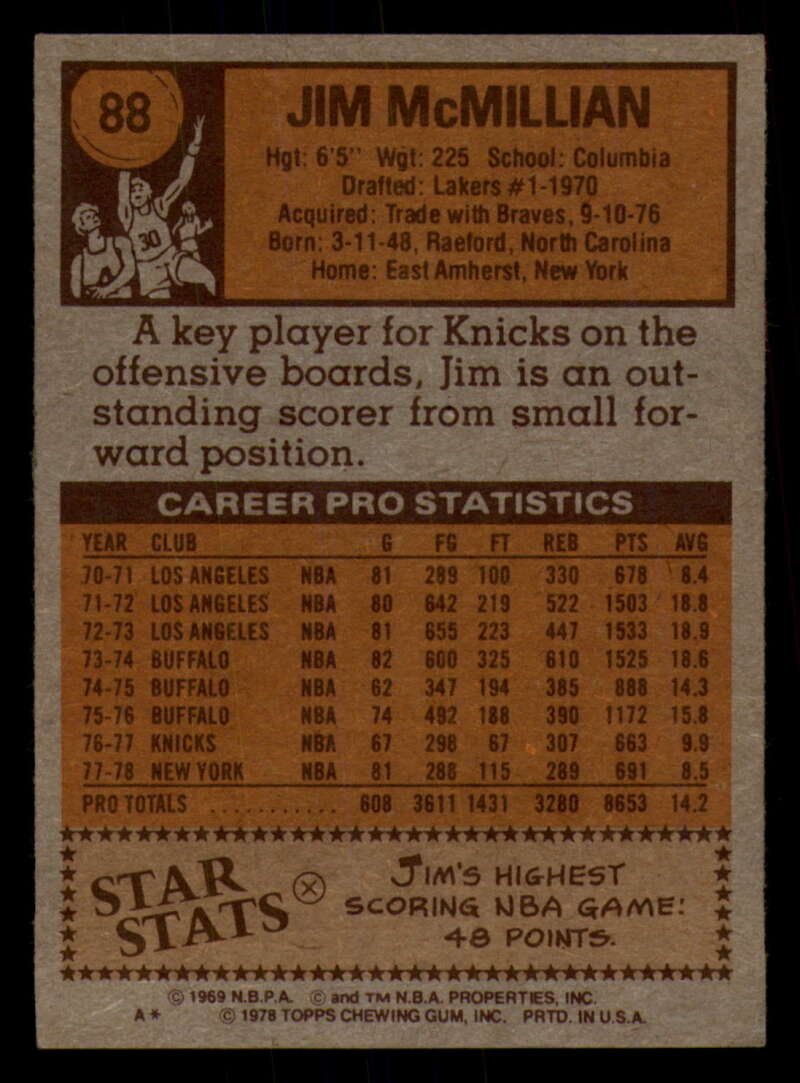 88
30
JIM McMILLIAN
Hgt: 6'5" Wgt: 225 School: Columbia
Drafted: Lakers #1-1970
Acquired: Trade with Braves, 9-10-76
Born: 3-11-48, Raeford, North Carolina
Home: East Amherst, New York
A key player for Knicks on the
offensive boards, Jim is an out-
standing scorer from small for-
ward position.
CAREER PRO STATISTICS
YEAR CLUB G FG FT REB PTS AVG
70-71 LOS ANGELES NBA 81 289 100 330 678 8.4
71-72 LOS ANGELES NBA 80 642 219 522 1503 18.8
72-73 LOS ANGELES NBA 81 655 223 447 1533 18.9
73-74 BUFFALO NBA 82 600 325 610 1525 18.6
74-75 BUFFALO NBA 62 347 194 385 888 14.3
75-76 BUFFALO NBA 74 492 188 390 1172 15.8
76-77 KNICKS NBA 67 298 67 307 663 9.9
77-78 NEW YORK NBA 81 288 115 289 691 8.5
PRO TOTALS ............ 608 3611 1431 3280 8653 14.2
STAR
STATS
JIM'S HIGHEST
SCORING NBA GAME:
48 POINTS.
© 1969 N.B.P.A. © and TM N.B.A. PROPERTIES, INC.
A* © 1978 TOPPS CHEWING GUM, INC. PRTD. IN U.S.A.